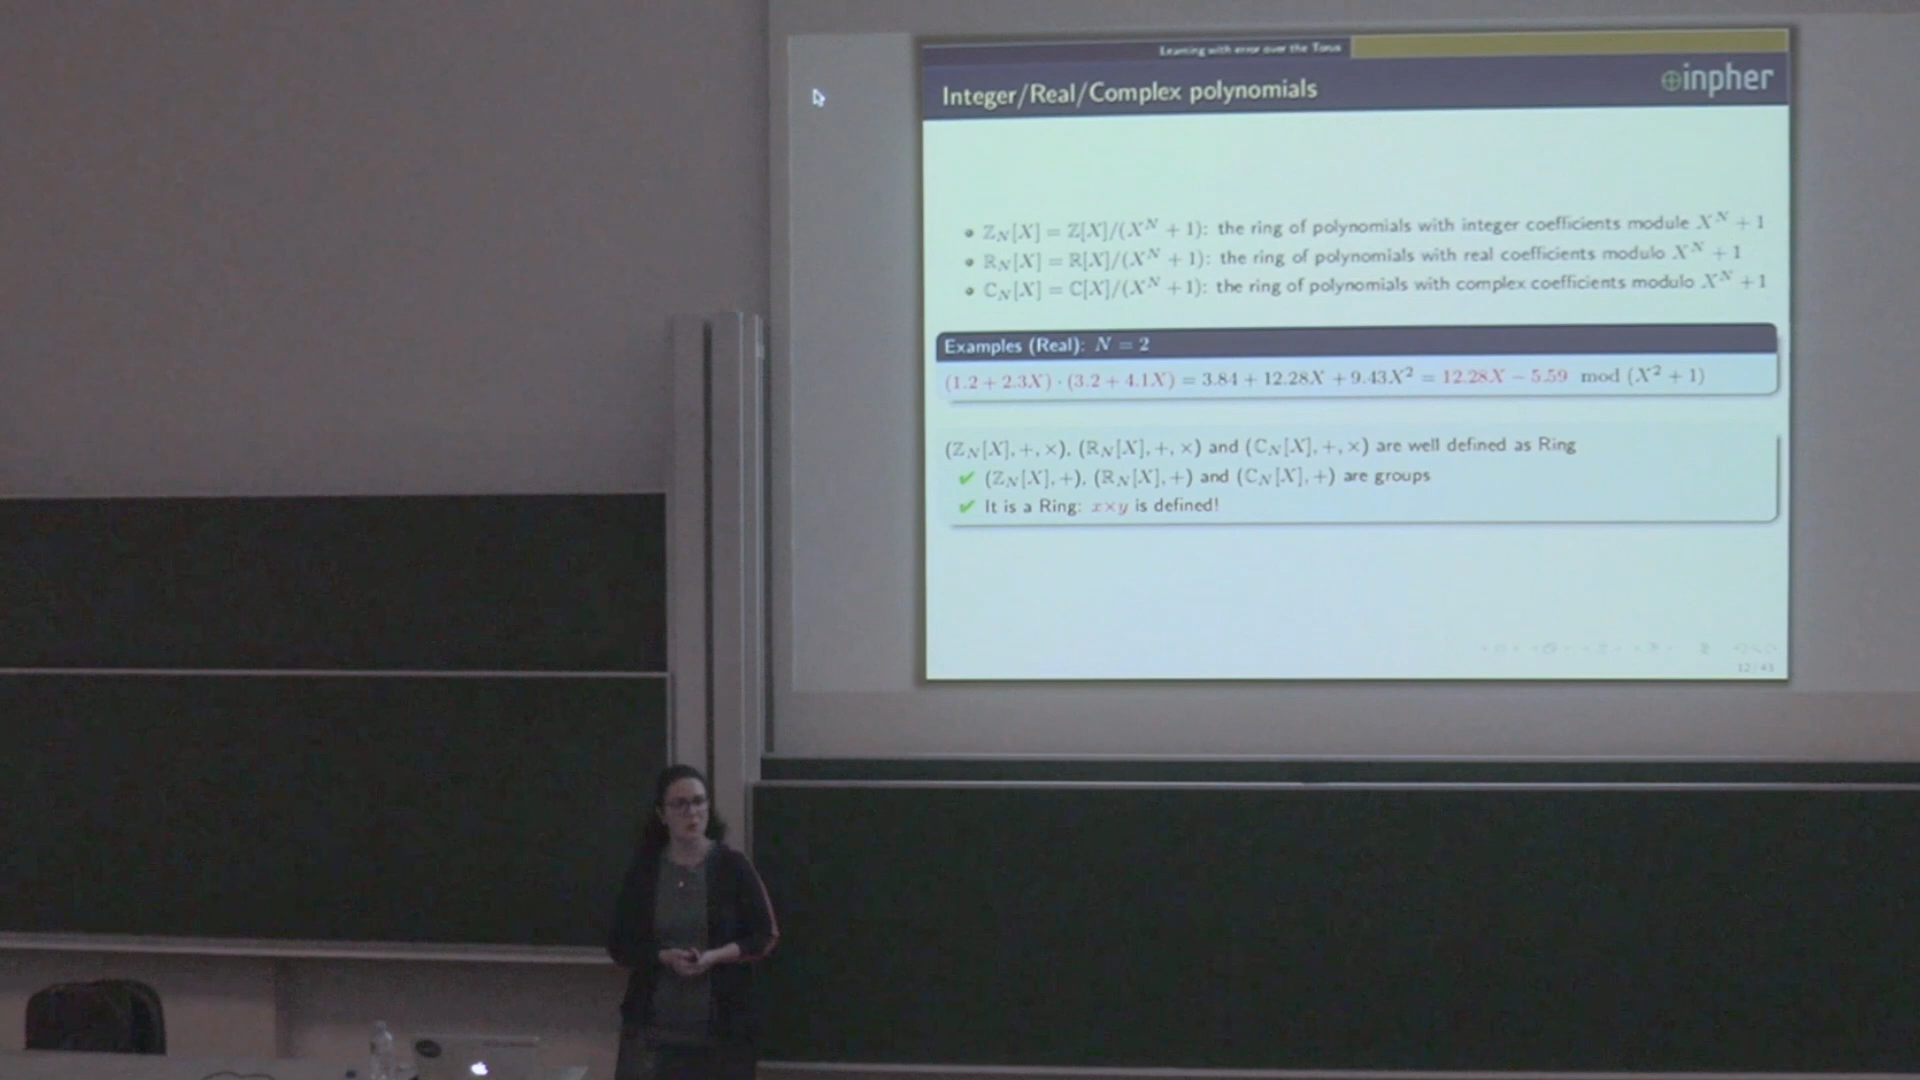 Learning with error over the Torus
Integer/Real/Complex polynomials
inpher
• ℤ_N[X] = ℤ[X]/(X^N + 1): the ring of polynomials with integer coefficients module X^N + 1
• ℝ_N[X] = ℝ[X]/(X^N + 1): the ring of polynomials with real coefficients modulo X^N + 1
• ℂ_N[X] = ℂ[X]/(X^N + 1): the ring of polynomials with complex coefficients modulo X^N + 1
Examples (Real): N = 2
(1.2 + 2.3X) · (3.2 + 4.1X) = 3.84 + 12.28X + 9.43X² = 12.28X − 5.59 mod (X² + 1)
(ℤ_N[X], +, ×), (ℝ_N[X], +, ×) and (ℂ_N[X], +, ×) are well defined as Ring
✔ (ℤ_N[X], +), (ℝ_N[X], +) and (ℂ_N[X], +) are groups
✔ It is a Ring: x×y is defined!